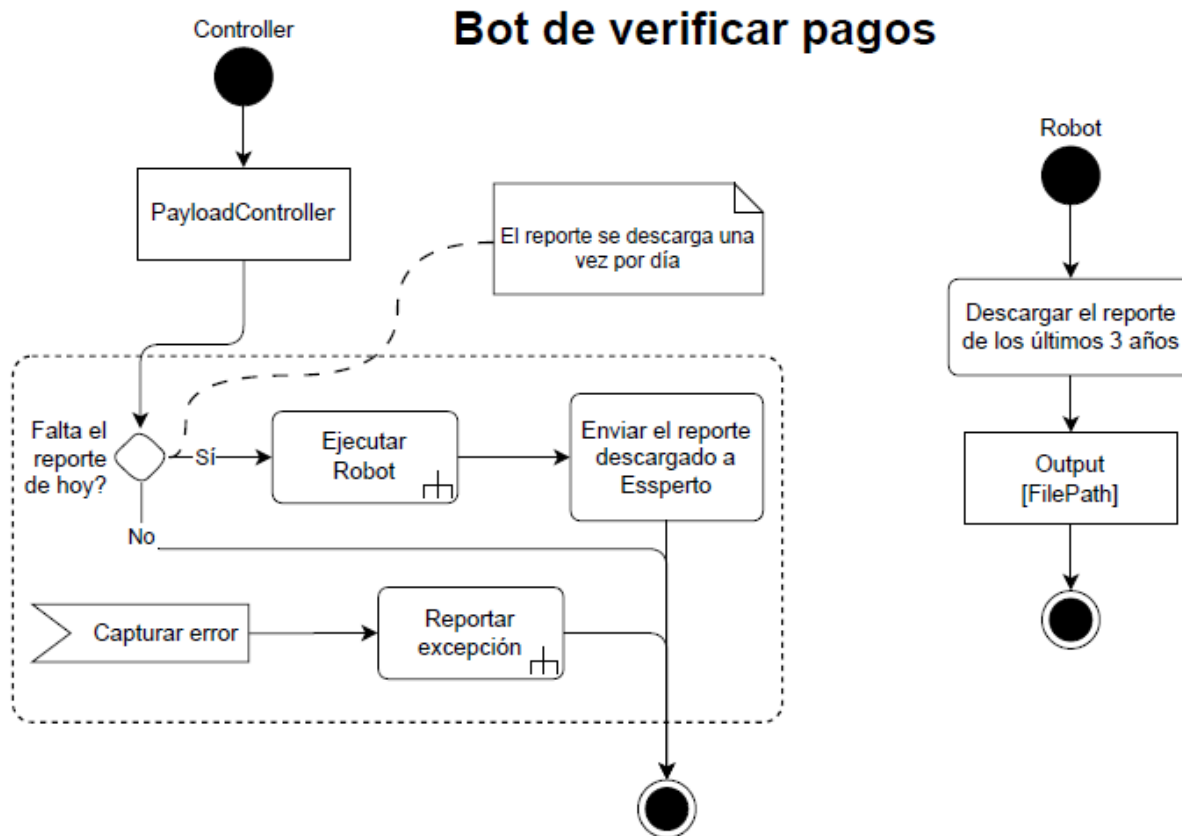 Bot de verificar pagos
Controller
PayloadController
El reporte se descarga una
vez por día
Falta el
reporte
de hoy?
Sí
No
Ejecutar
Robot
Enviar el reporte
descargado a
Essperto
Capturar error
Reportar
excepción
Robot
Descargar el reporte
de los últimos 3 años
Output
[FilePath]